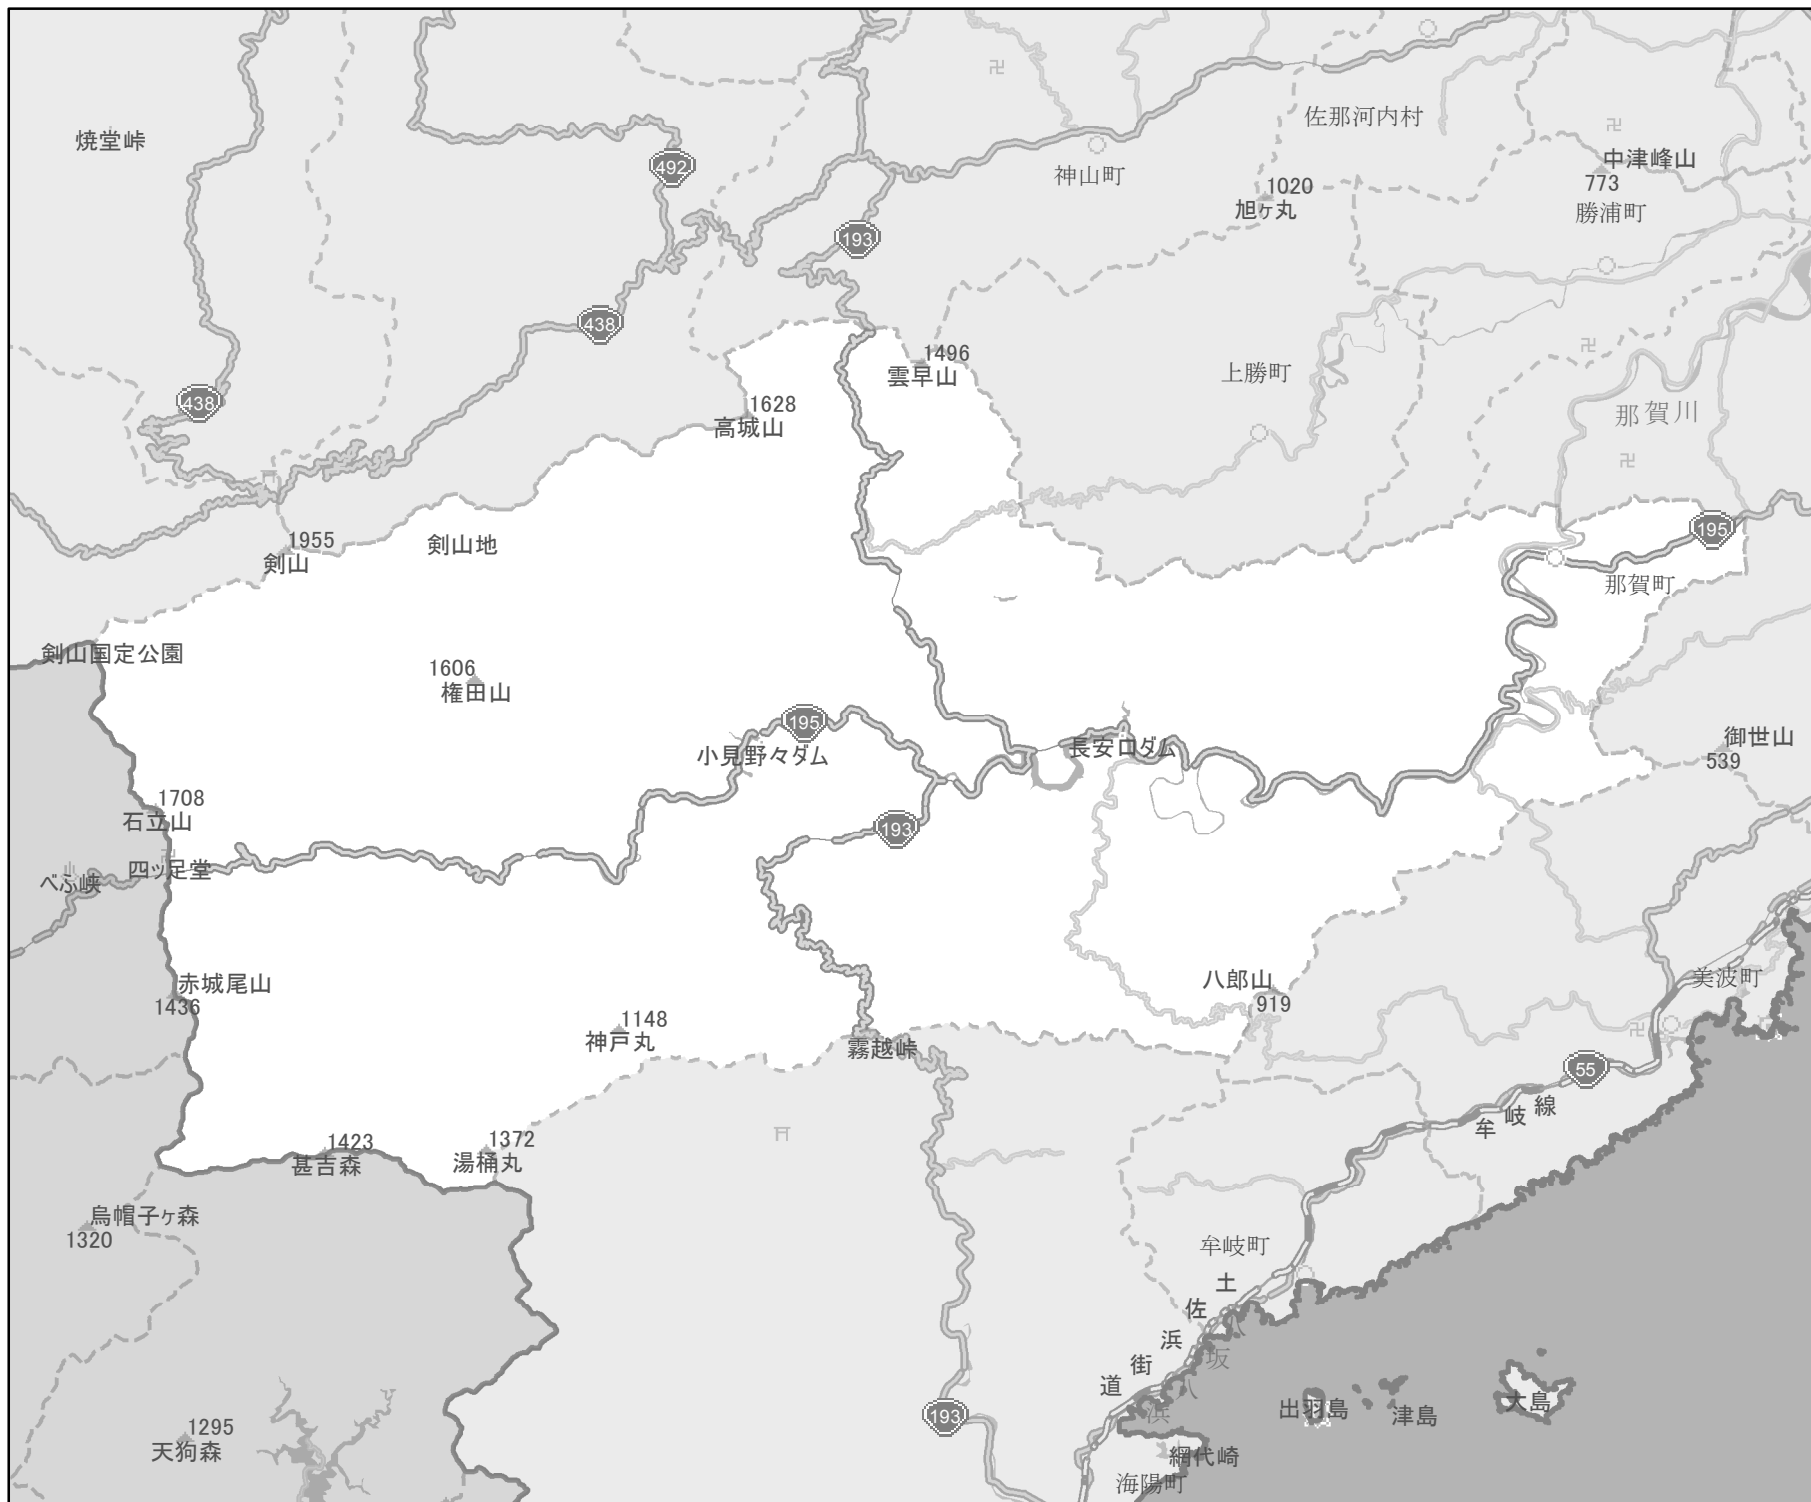 佐那河内村
焼堂峠
中津峰山
773
492
神山町
1020
旭ヶ丸
勝浦町
193
438
1496
雲早山
上勝町
438
1628
高城山
那賀川
195
1955
剣山
剣山地
那賀町
剣山国定公園
1606
権田山
195
小見野々ダム
長安口ダム
御世山
539
1708
石立山
193
四ッ足堂
べふ峡
八郎山
919
美波町
赤城尾山
1436
1148
神戸丸
霧越峠
55
牟岐線
1423
甚吉森
1372
湯桶丸
烏帽子ヶ森
1320
牟岐町
土佐浜街道
八坂八浜
193
出羽島
津島
大島
1295
天狗森
網代崎
海陽町